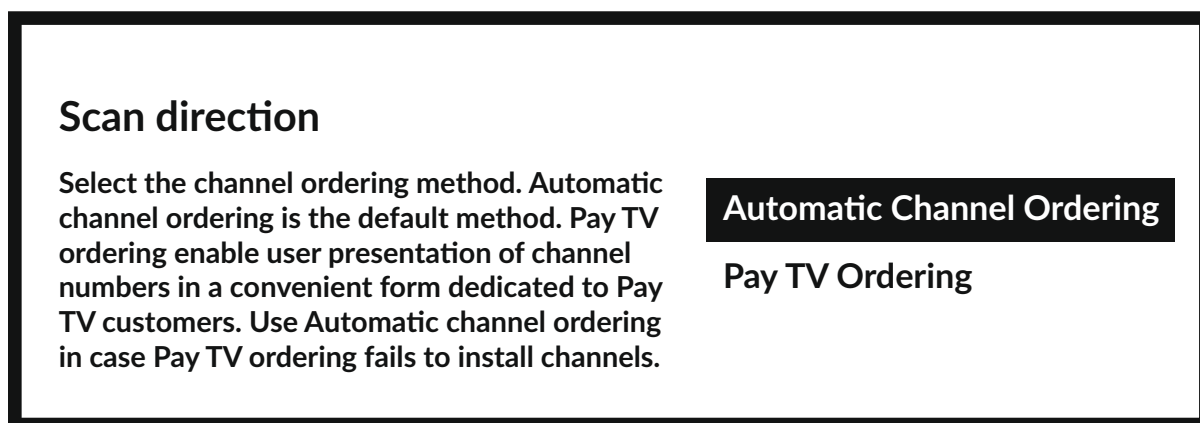 Scan direction
Select the channel ordering method. Automatic
channel ordering is the default method. Pay TV
ordering enable user presentation of channel
numbers in a convenient form dedicated to Pay
TV customers. Use Automatic channel ordering
in case Pay TV ordering fails to install channels.
Automatic Channel Ordering
Pay TV Ordering